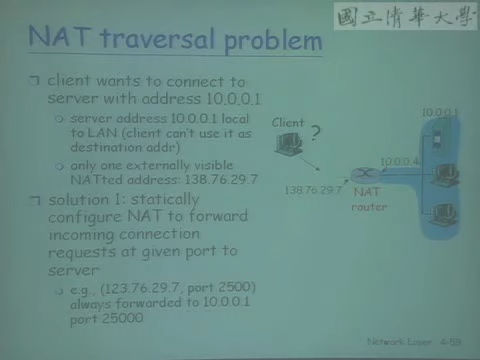 國立清華大學
NAT traversal problem
client wants to connect to
server with address 10.0.0.1
server address 10.0.0.1 local
to LAN (client can't use it as
destination addr)
only one externally visible
NATted address: 138.76.29.7
solution 1: statically
configure NAT to forward
incoming connection
requests at given port to
server
e.g., (123.76.29.7, port 2500)
always forwarded to 10.0.0.1
port 25000
Client
?
10.0.0.1
10.0.0.4
138.76.29.7
NAT
router
Network Layer 4-59